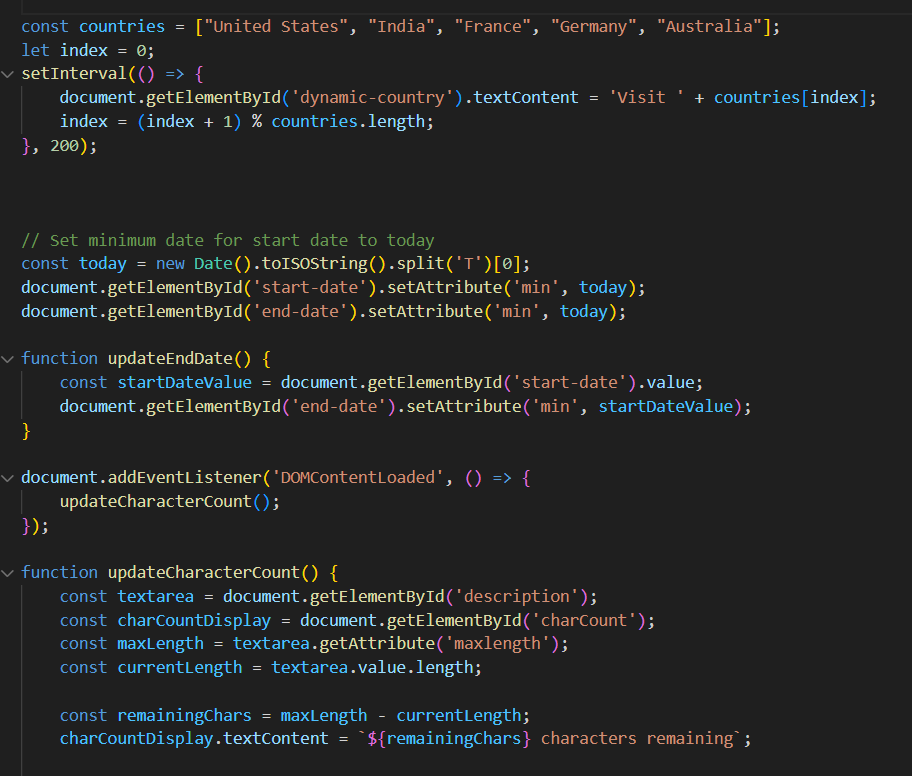 const countries = ["United States", "India", "France", "Germany", "Australia"];
let index = 0;
setInterval(() => {
    document.getElementById('dynamic-country').textContent = 'Visit ' + countries[index];
    index = (index + 1) % countries.length;
}, 200);
// Set minimum date for start date to today
const today = new Date().toISOString().split('T')[0];
document.getElementById('start-date').setAttribute('min', today);
document.getElementById('end-date').setAttribute('min', today);
function updateEndDate() {
    const startDateValue = document.getElementById('start-date').value;
    document.getElementById('end-date').setAttribute('min', startDateValue);
}
document.addEventListener('DOMContentLoaded', () => {
    updateCharacterCount();
});
function updateCharacterCount() {
    const textarea = document.getElementById('description');
    const charCountDisplay = document.getElementById('charCount');
    const maxLength = textarea.getAttribute('maxlength');
    const currentLength = textarea.value.length;
    const remainingChars = maxLength - currentLength;
    charCountDisplay.textContent = `${remainingChars} characters remaining`;